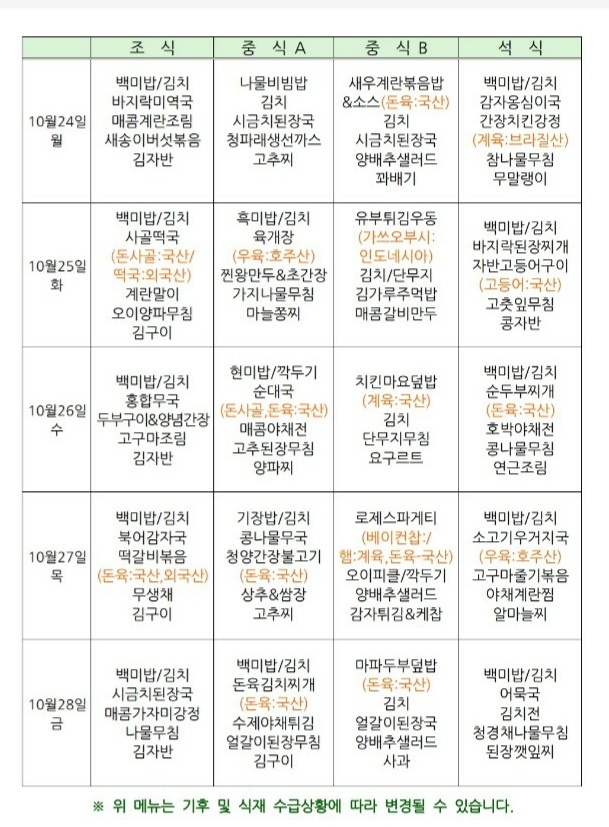 조 식 중 식 A 중 식 B 석 식
10월24일
월
백미밥/김치
바지락미역국
매콤계란조림
새송이버섯볶음
김자반
나물비빔밥
김치
시금치된장국
청파래생선까스
고추찌
새우계란볶음밥
&소스(돈육:국산)
김치
시금치된장국
양배추샐러드
꽈배기
백미밥/김치
감자옹심이국
간장치킨강정
(계육:브라질산)
참나물무침
무말랭이
10월25일
화
백미밥/김치
사골떡국
(돈사골:국산/
떡국:외국산)
계란말이
오이양파무침
김구이
흑미밥/김치
육개장
(우육:호주산)
찐왕만두&초간장
가지나물무침
마늘쫑찌
유부튀김우동
(가쓰오부시:
인도네시아)
김치/단무지
김가루주먹밥
매콤갈비만두
백미밥/김치
바지락된장찌개
자반고등어구이
(고등어:국산)
고춧잎무침
콩자반
10월26일
수
백미밥/김치
홍합무국
두부구이&양념간장
고구마조림
김자반
현미밥/깍두기
순대국
(돈사골,돈육:국산)
매콤야채전
고추된장무침
양파찌
치킨마요덮밥
(계육:국산)
김치
단무지무침
요구르트
백미밥/김치
순두부찌개
(돈육:국산)
호박야채전
콩나물무침
연근조림
10월27일
목
백미밥/김치
북어감자국
떡갈비볶음
(돈육:국산,외국산)
무생채
김구이
기장밥/김치
콩나물무국
청양간장불고기
(돈육:국산)
상추&쌈장
고추찌
로제스파게티
(베이컨찹:/
햄:계육,돈육-국산)
오이피클/깍두기
양배추샐러드
감자튀김&케찹
백미밥/김치
소고기우거지국
(우육:호주산)
고구마줄기볶음
야채계란찜
알마늘찌
10월28일
금
백미밥/김치
시금치된장국
매콤가자미강정
나물무침
김자반
백미밥/김치
돈육김치찌개
(돈육:국산)
수제야채튀김
얼갈이된장무침
김구이
마파두부덮밥
(돈육:국산)
김치
얼갈이된장국
양배추샐러드
사과
백미밥/김치
어묵국
김치전
청경채나물무침
된장깻잎찌
※ 위 메뉴는 기후 및 식재 수급상황에 따라 변경될 수 있습니다.